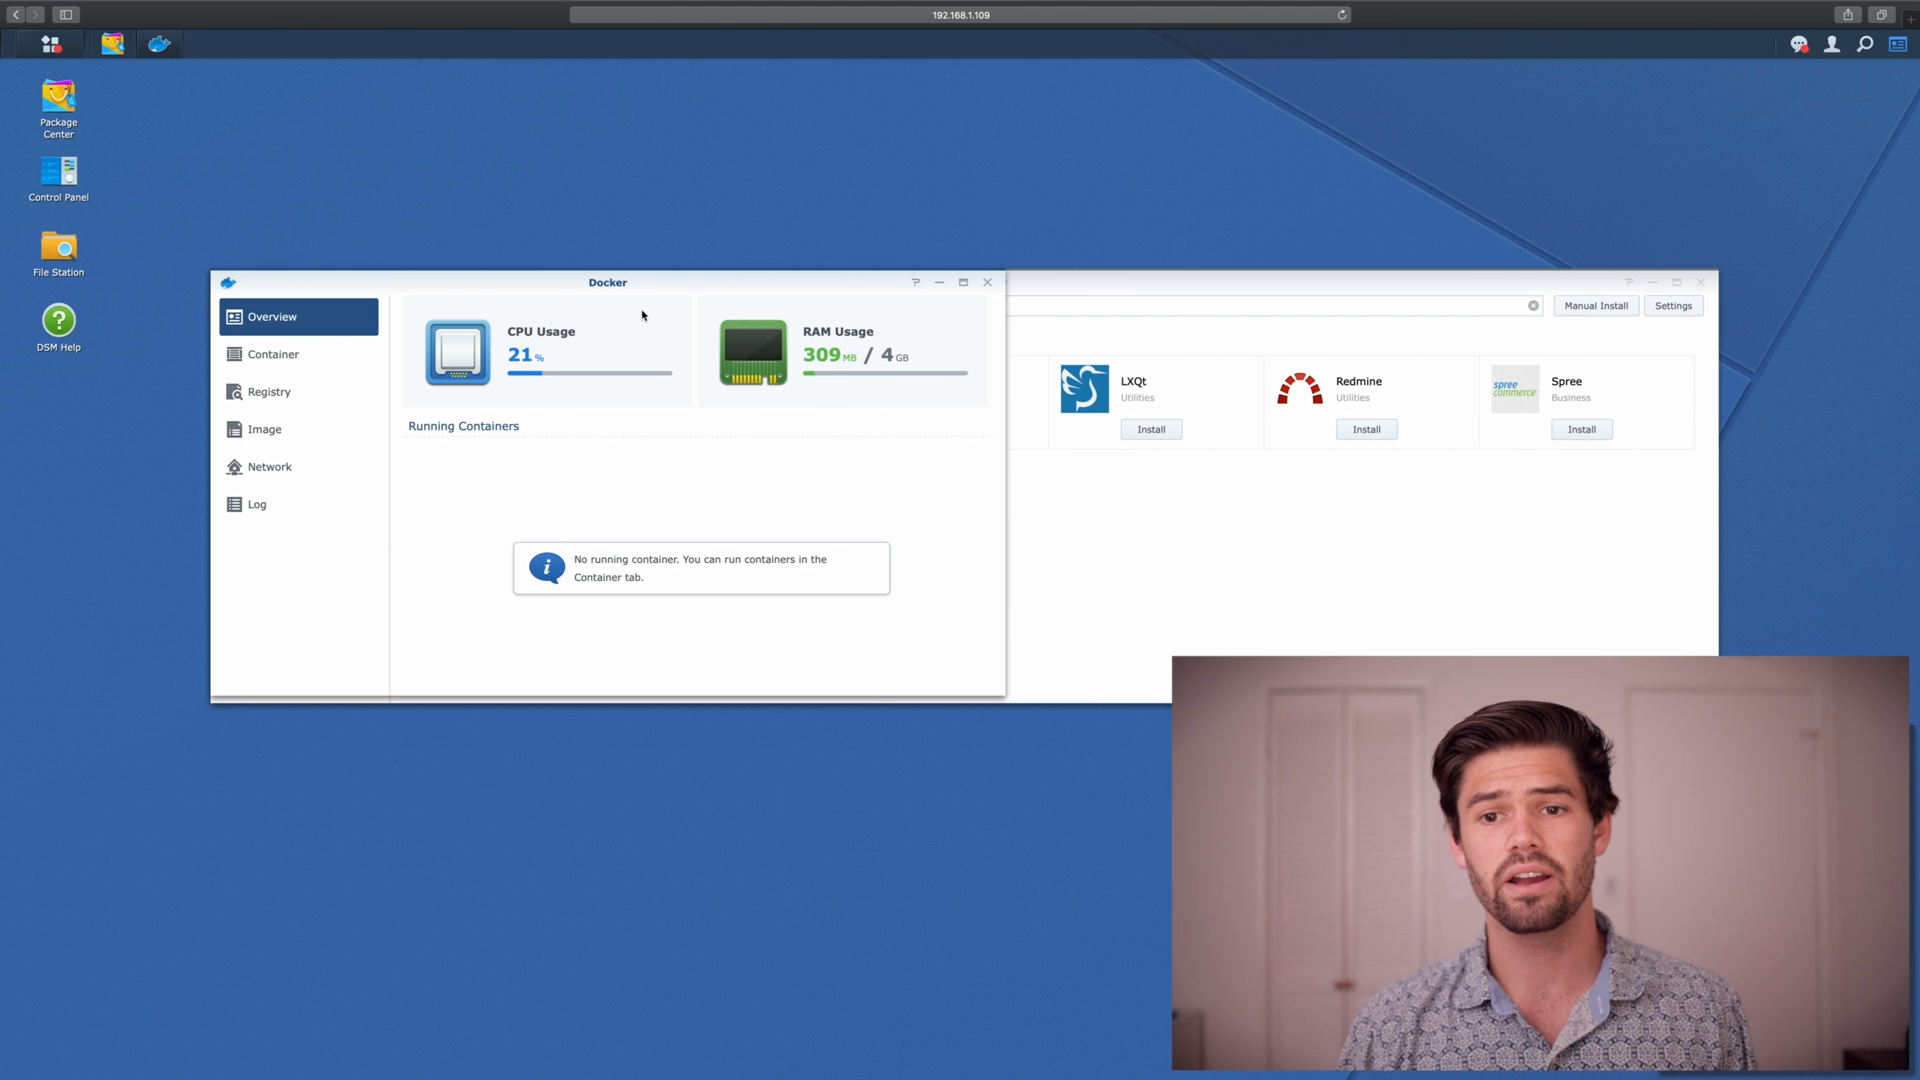 192.168.1.109
Package
Center
Control Panel
File Station
DSM Help
Docker
Overview
Container
Registry
Image
Network
Log
CPU Usage
21 %
RAM Usage
309 MB / 4 GB
Running Containers
No running container. You can run containers in the
Container tab.
Manual Install
Settings
LXQt
Utilities
Install
Redmine
Utilities
Install
spree
commerce
Spree
Business
Install